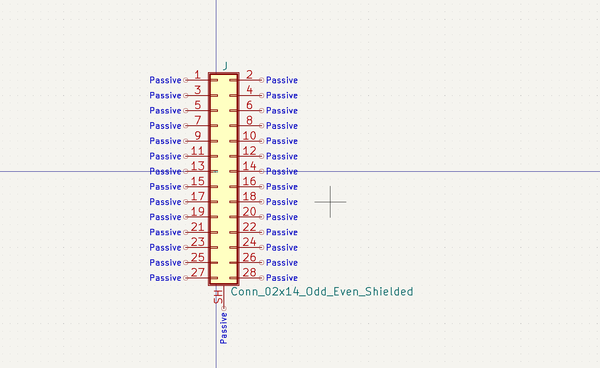 J
Passive 1 2 Passive
Passive 3 4 Passive
Passive 5 6 Passive
Passive 7 8 Passive
Passive 9 10 Passive
Passive 11 12 Passive
Passive 13 14 Passive
Passive 15 16 Passive
Passive 17 18 Passive
Passive 19 20 Passive
Passive 21 22 Passive
Passive 23 24 Passive
Passive 25 26 Passive
Passive 27 28 Passive
SH
Conn_02x14_Odd_Even_Shielded
Passive